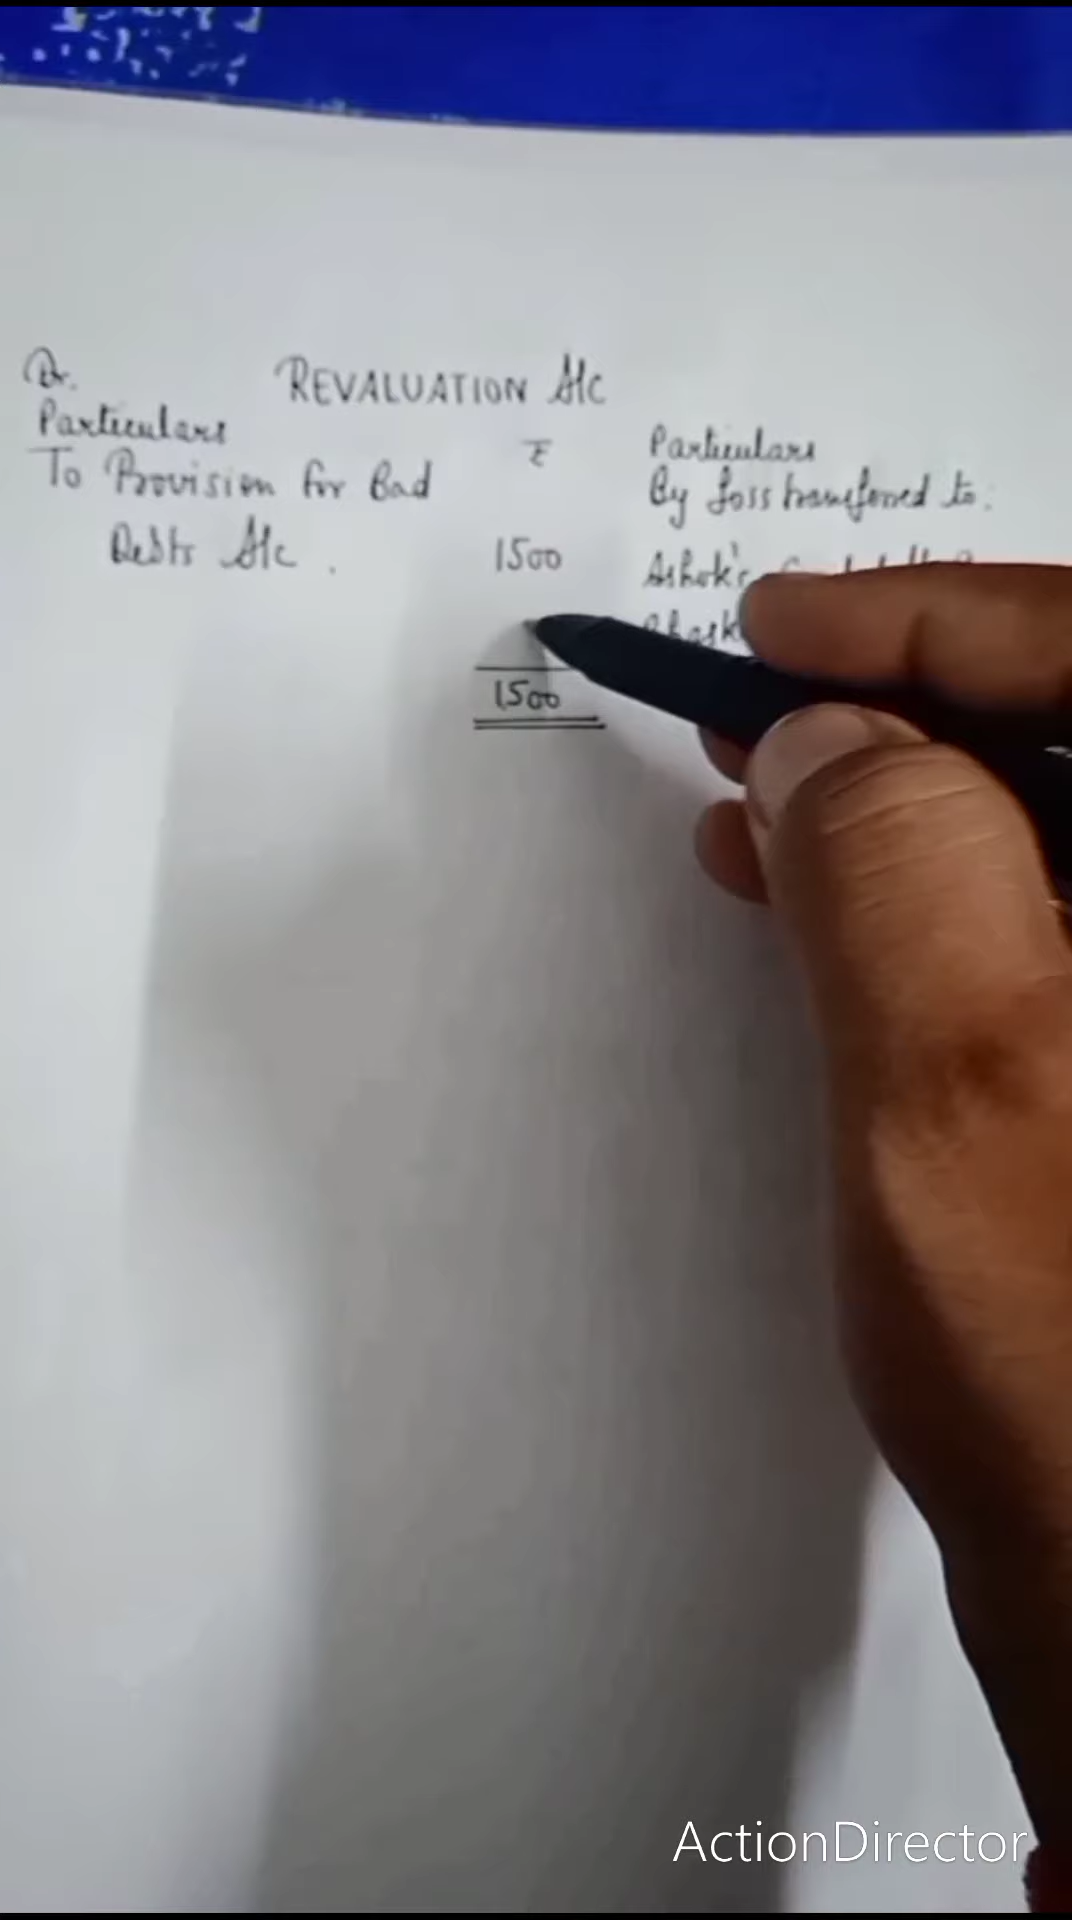 Dr.
REVALUATION A/c
Particulars
₹
Particulars
To Provision for Bad
By Loss transferred to:
Debts A/c.
1500
Ashok's
1500
ActionDirector